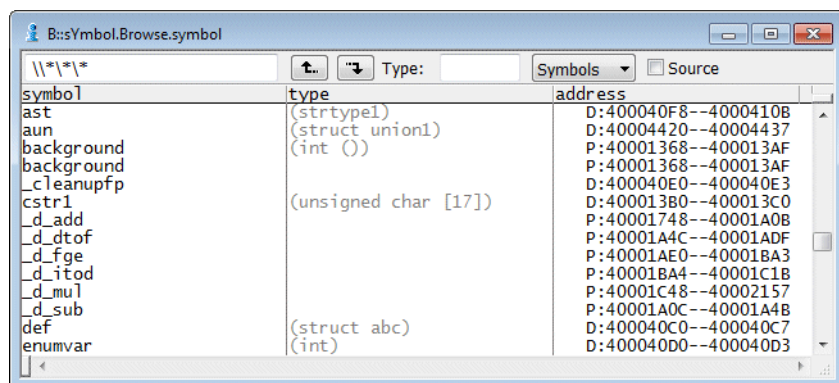 B::sYmbol.Browse.symbol
\\*\*\* t.. Type: Symbols Source
symbol type address
ast (strtype1) D:400040F8--4000410B
aun (struct union1) D:40004420--40004437
background (int ()) P:40001368--400013AF
background P:40001368--400013AF
_cleanupfp D:400040E0--400040E3
cstr1 (unsigned char [17]) D:400013B0--400013C0
_d_add P:40001748--40001A0B
_d_dtof P:40001A4C--40001ADF
_d_fge P:40001AE0--40001BA3
_d_itod P:40001BA4--40001C1B
_d_mul P:40001C48--40002157
_d_sub P:40001A0C--40001A4B
def (struct abc) D:400040C0--400040C7
enumvar (int) D:400040D0--400040D3